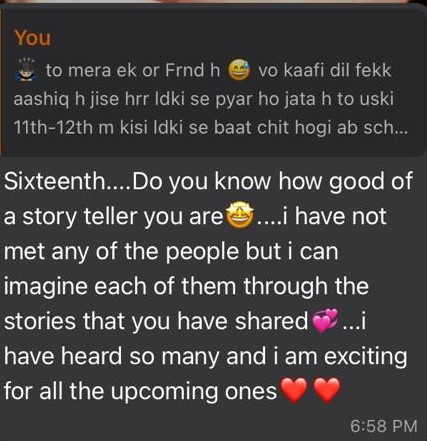 You
🤷🏻‍♂️ to mera ek or Frnd h 😅 vo kaafi dil fekk
aashiq h jise hrr ldki se pyar ho jata h to uski
11th-12th m kisi ldki se baat chit hogi ab sch...
Sixteenth....Do you know how good of
a story teller you are🤩....i have not
met any of the people but i can
imagine each of them through the
stories that you have shared💞...i
have heard so many and i am exciting
for all the upcoming ones❤️❤️
6:58 PM